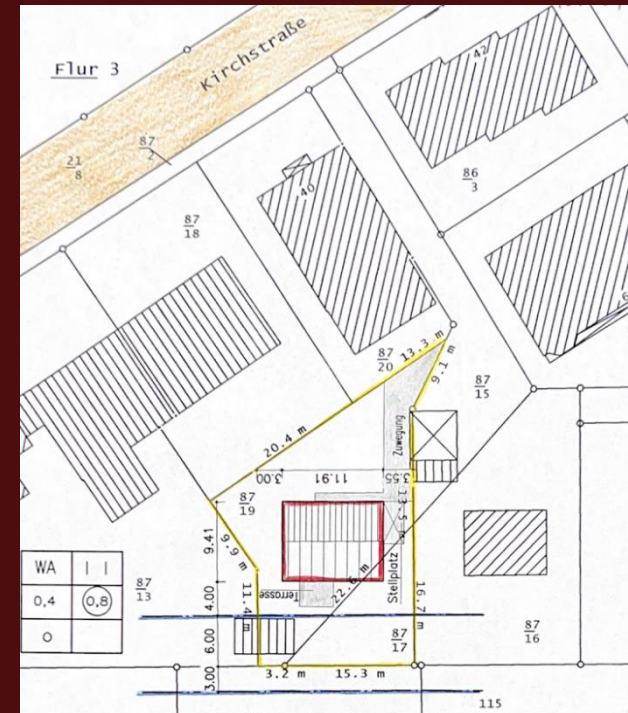 Flur 3
Kirchstraße
42
21
8
87
2
87
18
40
86
3
87
20
13.3 m
9.1 m
87
15
20.4 m
Zuwegung
3.00
11.91
3.55
13.5 m
87
19
9.41
9.9 m
WA
I I
0,4
0,8
O
87
13
4.00
11.4 m
Terrasse
22.6 m
Stellplatz
16.7 m
6.00
87
17
87
16
3.00
3.2 m
15.3 m
115